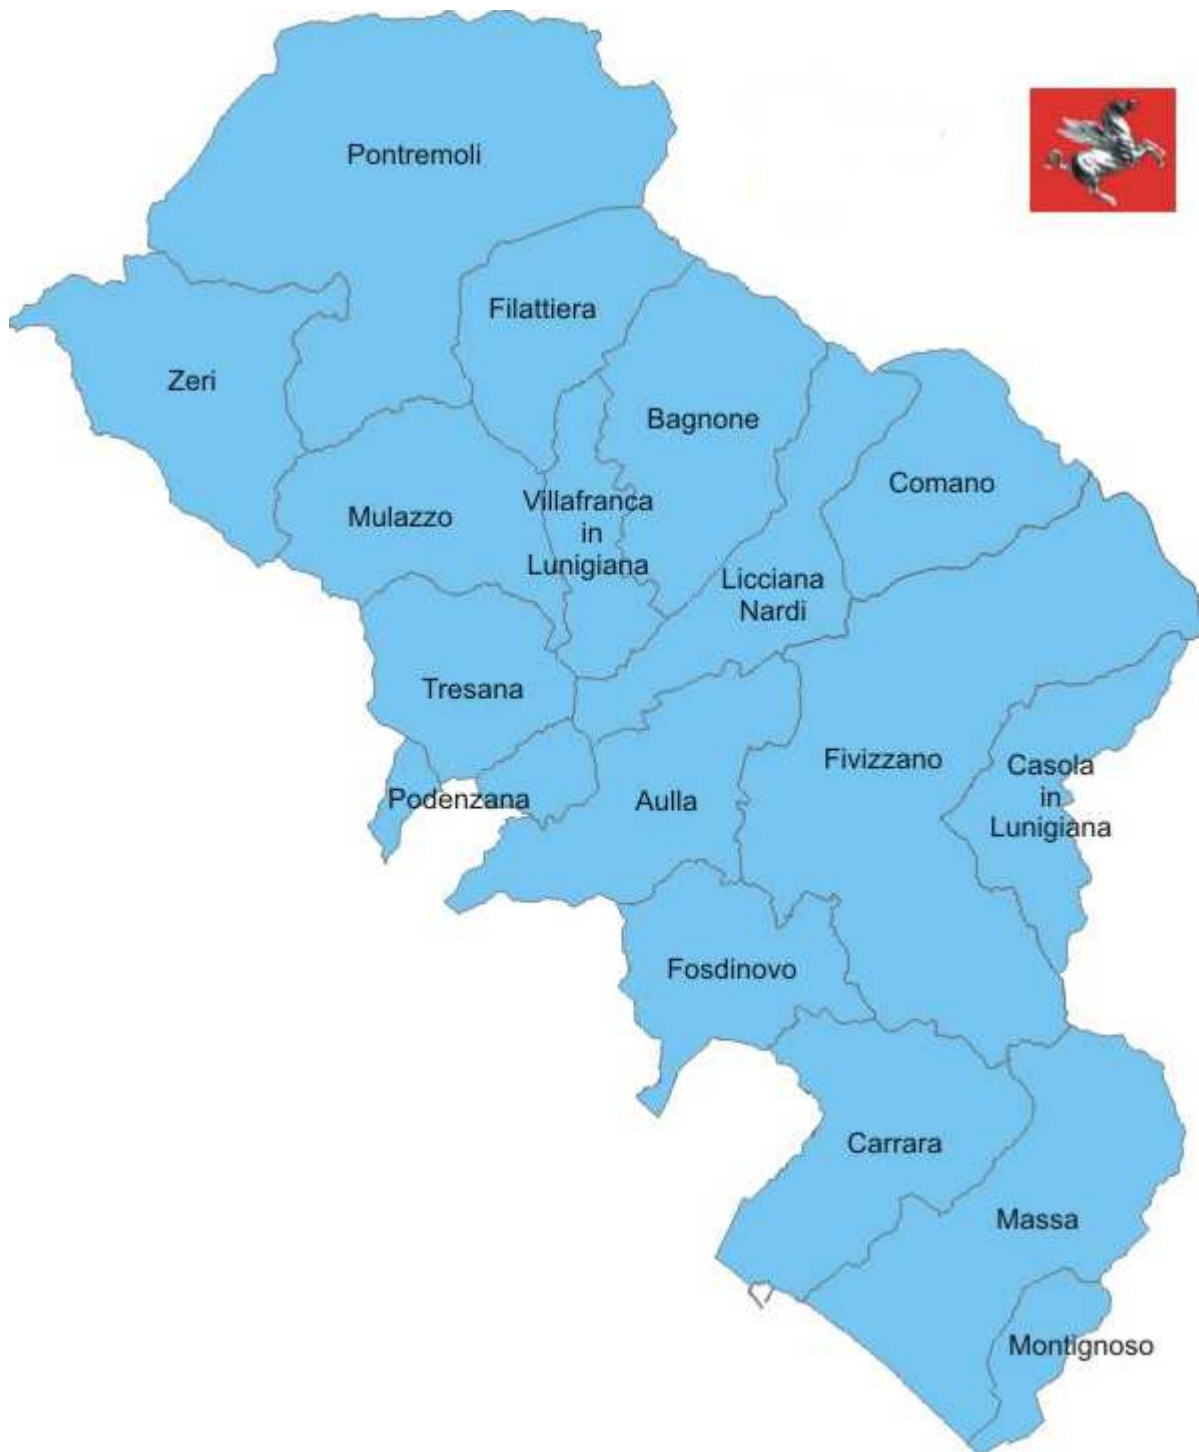 Pontremoli
Filattiera
Zeri
Bagnone
Comano
Mulazzo
Villafranca
in
Lunigiana
Licciana
Nardi
Tresana
Fivizzano
Casola
in
Lunigiana
Podenzana
Aulla
Fosdinovo
Carrara
Massa
Montignoso